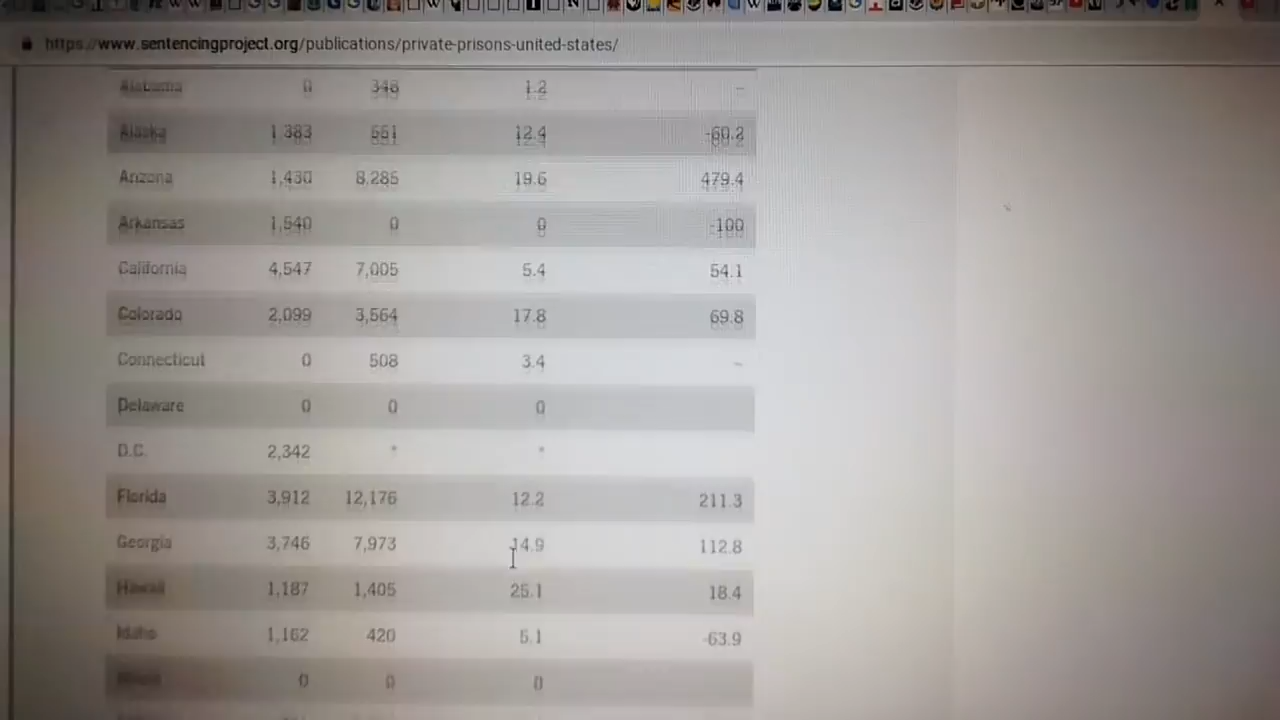 https://www.sentencingproject.org/publications/private-prisons-united-states/
Alabama 0 348 1.2 –
Alaska 1,383 551 12.4 -60.2
Arizona 1,430 8,285 19.6 479.4
Arkansas 1,540 0 0 -100
California 4,547 7,005 5.4 54.1
Colorado 2,099 3,564 17.8 69.8
Connecticut 0 508 3.4 –
Delaware 0 0 0
D.C. 2,342 * *
Florida 3,912 12,176 12.2 211.3
Georgia 3,746 7,973 14.9 112.8
Hawaii 1,187 1,405 25.1 18.4
Idaho 1,162 420 5.1 -63.9
0 0 0